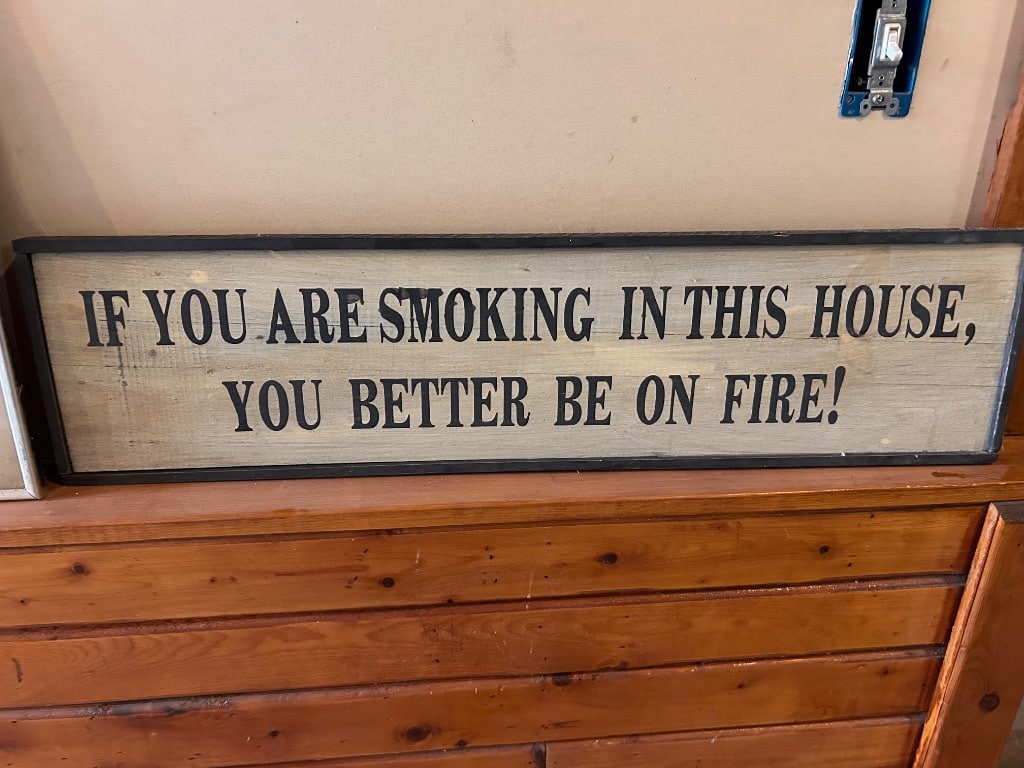 IF YOU ARE SMOKING IN THIS HOUSE,
YOU BETTER BE ON FIRE!